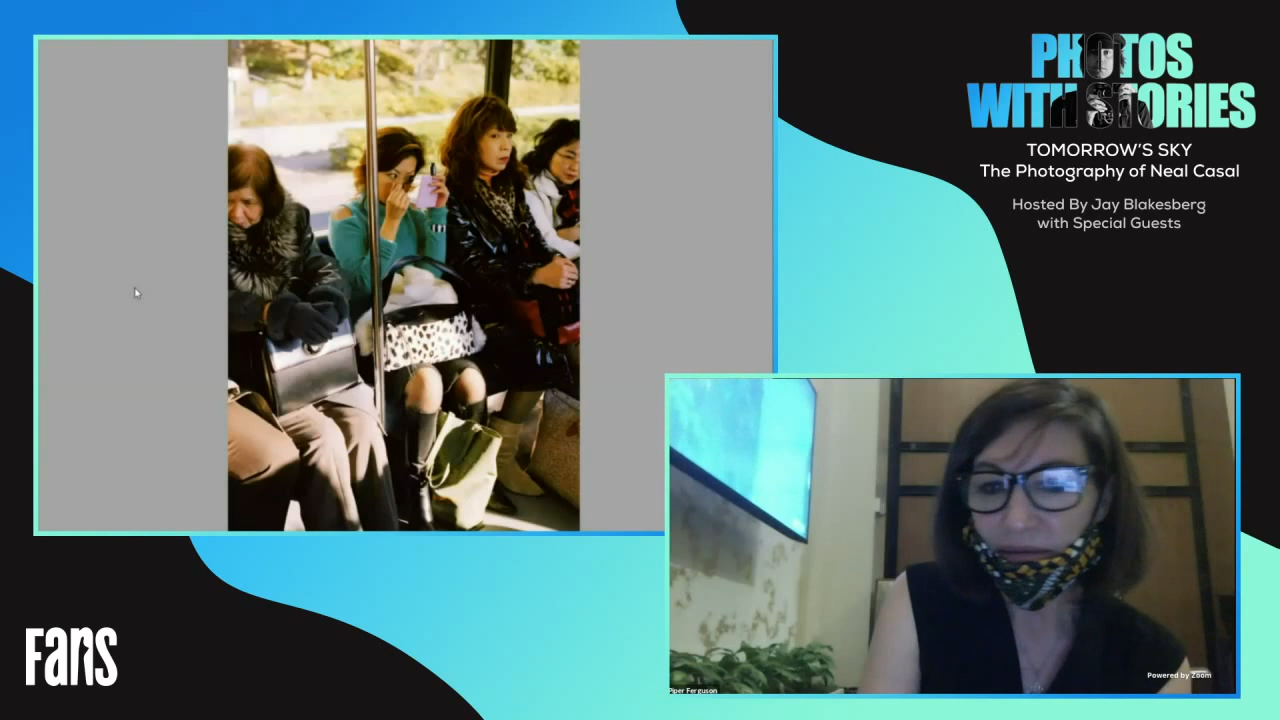 PHOTOS
WITH STORIES
TOMORROW'S SKY
The Photography of Neal Casal
Hosted By Jay Blakesberg
with Special Guests
Fans
Powered by Zoom
Piper Ferguson